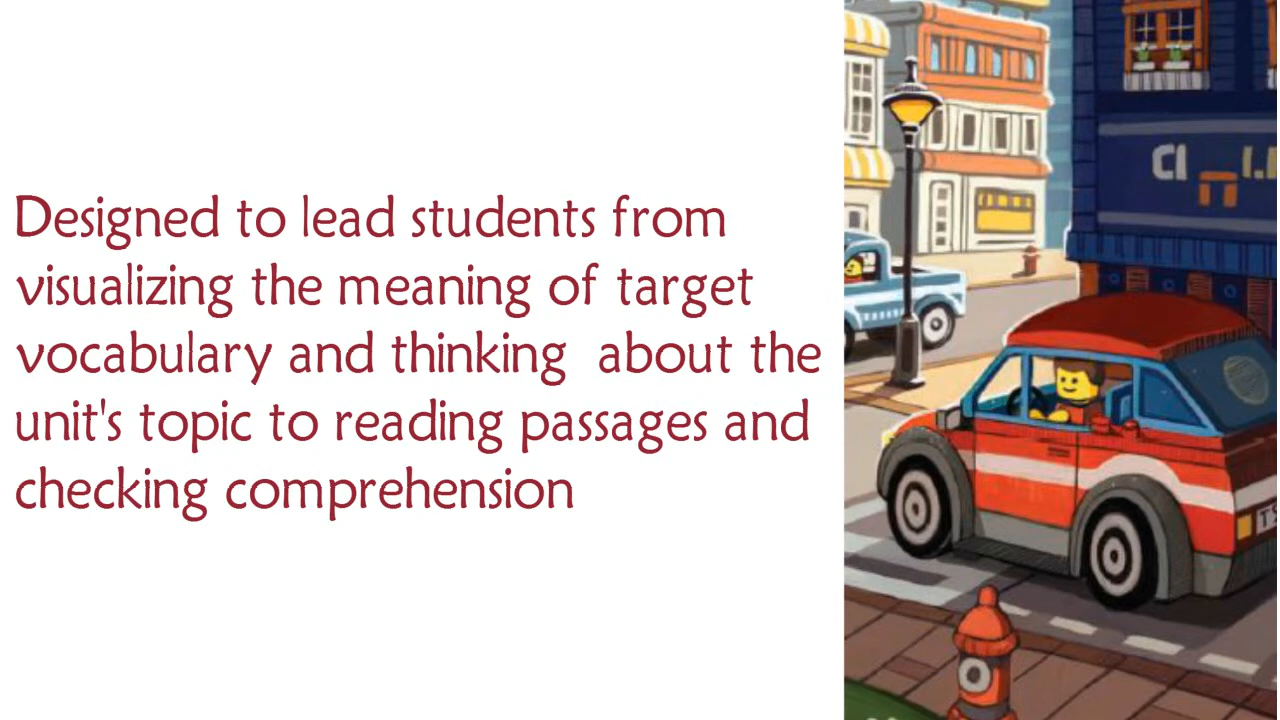 Designed to lead students from
visualizing the meaning of target
vocabulary and thinking  about the
unit's topic to reading passages and
checking comprehension